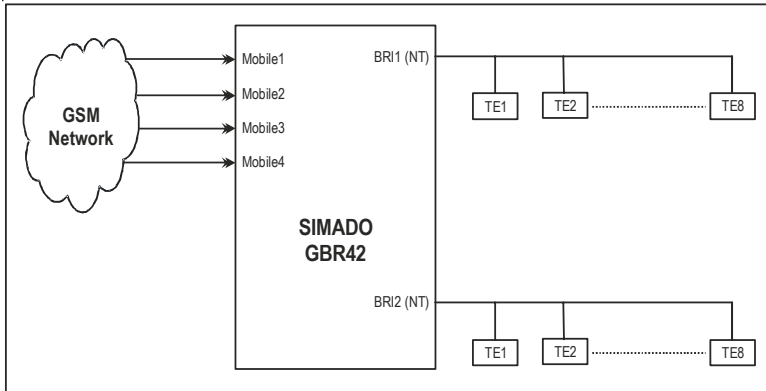 GSM
Network
Mobile1
Mobile2
Mobile3
Mobile4
SIMADO
GBR42
BRI1 (NT)
TE1 TE2 TE8
BRI2 (NT)
TE1 TE2 TE8